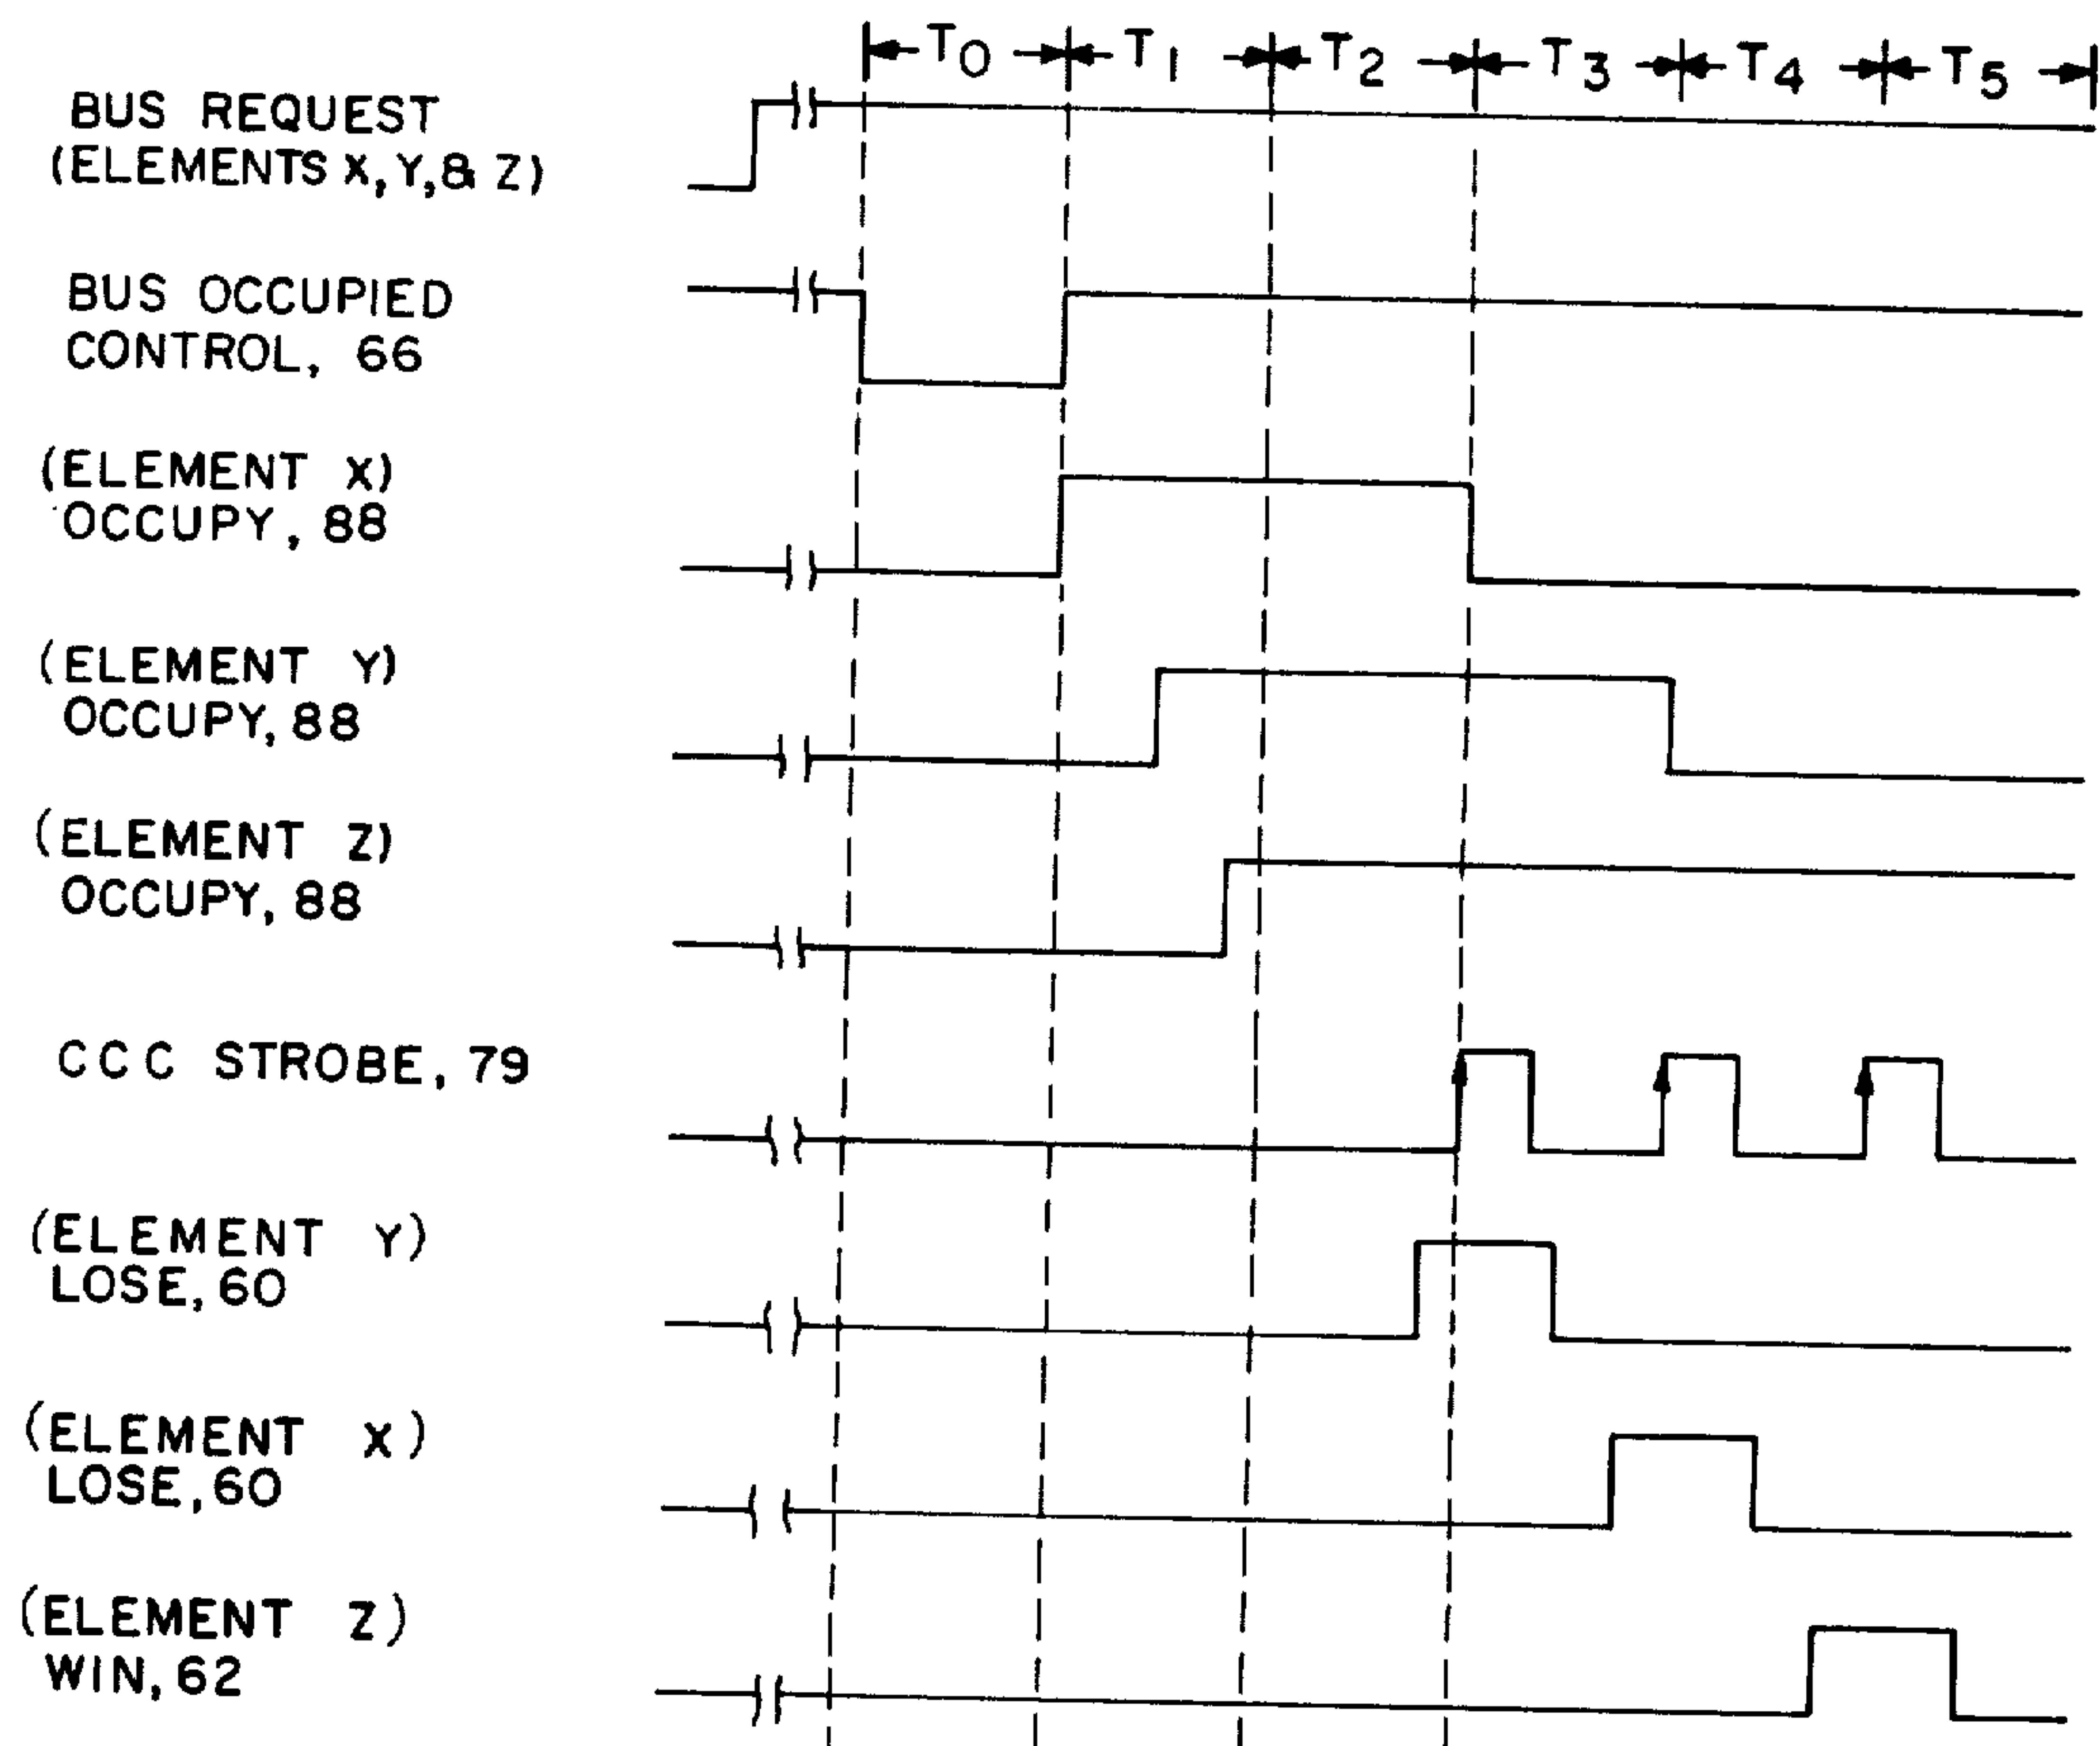 T0 T1 T2 T3 T4 T5
BUS REQUEST
(ELEMENTS X, Y, & Z)
BUS OCCUPIED
CONTROL, 66
(ELEMENT X)
OCCUPY, 88
(ELEMENT Y)
OCCUPY, 88
(ELEMENT Z)
OCCUPY, 88
CCC STROBE, 79
(ELEMENT Y)
LOSE, 60
(ELEMENT X)
LOSE, 60
(ELEMENT Z)
WIN, 62